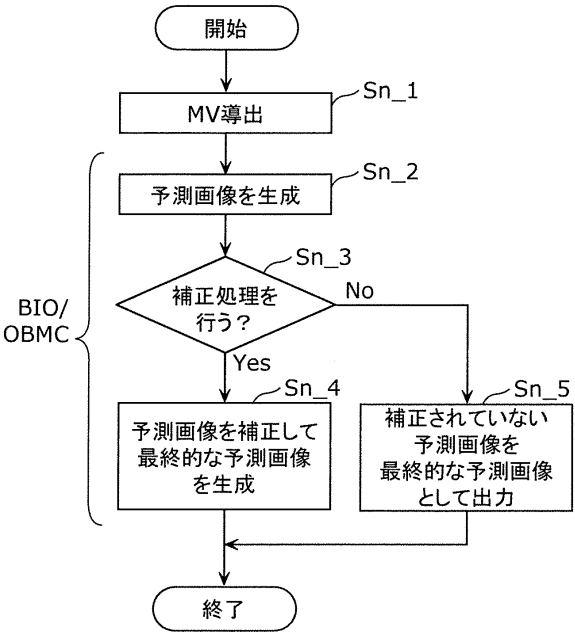 開始
MV導出
Sn_1
予測画像を生成
Sn_2
補正処理を
行う?
Sn_3
No
Yes
BIO/
OBMC
予測画像を補正して
最終的な予測画像
を生成
Sn_4
補正されていない
予測画像を
最終的な予測画像
として出力
Sn_5
終了